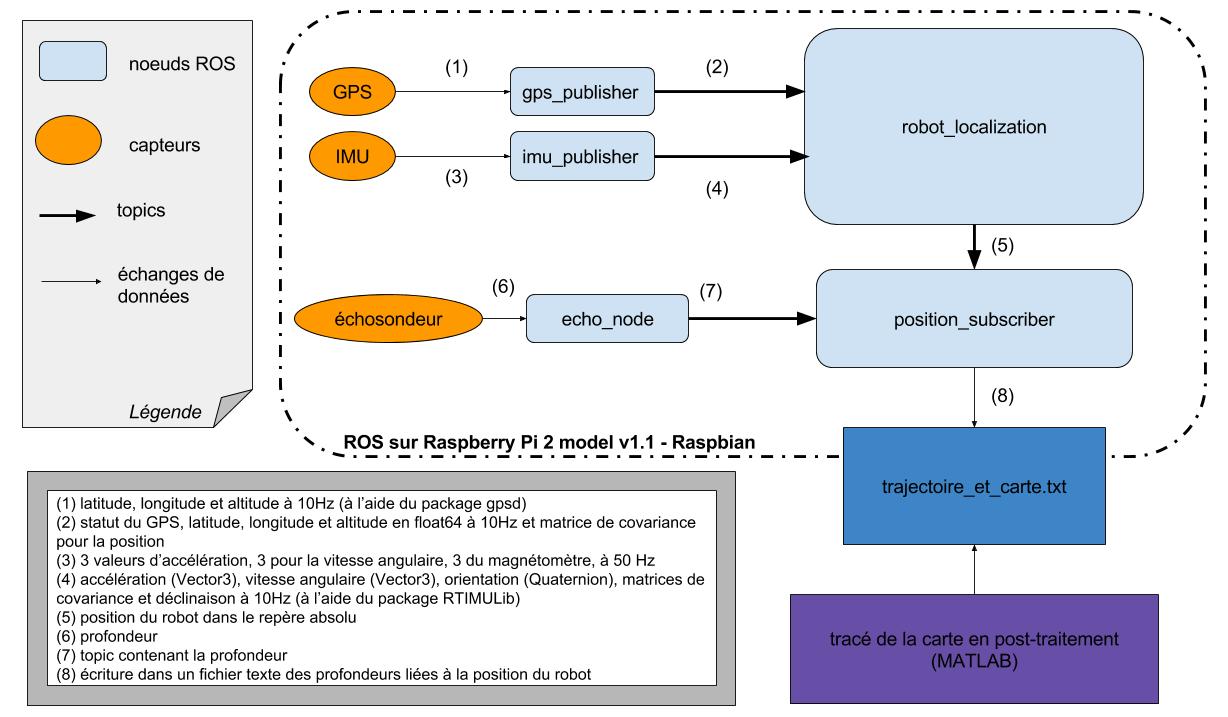 noeuds ROS
capteurs
topics
échanges de
données
Légende
GPS
(1)
gps_publisher
(2)
robot_localization
IMU
(3)
imu_publisher
(4)
(5)
échosondeur
(6)
echo_node
(7)
position_subscriber
(8)
ROS sur Raspberry Pi 2 model v1.1 - Raspbian
trajectoire_et_carte.txt
tracé de la carte en post-traitement
(MATLAB)
(1) latitude, longitude et altitude à 10Hz (à l’aide du package gpsd)
(2) statut du GPS, latitude, longitude et altitude en float64 à 10Hz et matrice de covariance
pour la position
(3) 3 valeurs d’accélération, 3 pour la vitesse angulaire, 3 du magnétomètre, à 50 Hz
(4) accélération (Vector3), vitesse angulaire (Vector3), orientation (Quaternion), matrices de
covariance et déclinaison à 10Hz (à l’aide du package RTIMULib)
(5) position du robot dans le repère absolu
(6) profondeur
(7) topic contenant la profondeur
(8) écriture dans un fichier texte des profondeurs liées à la position du robot